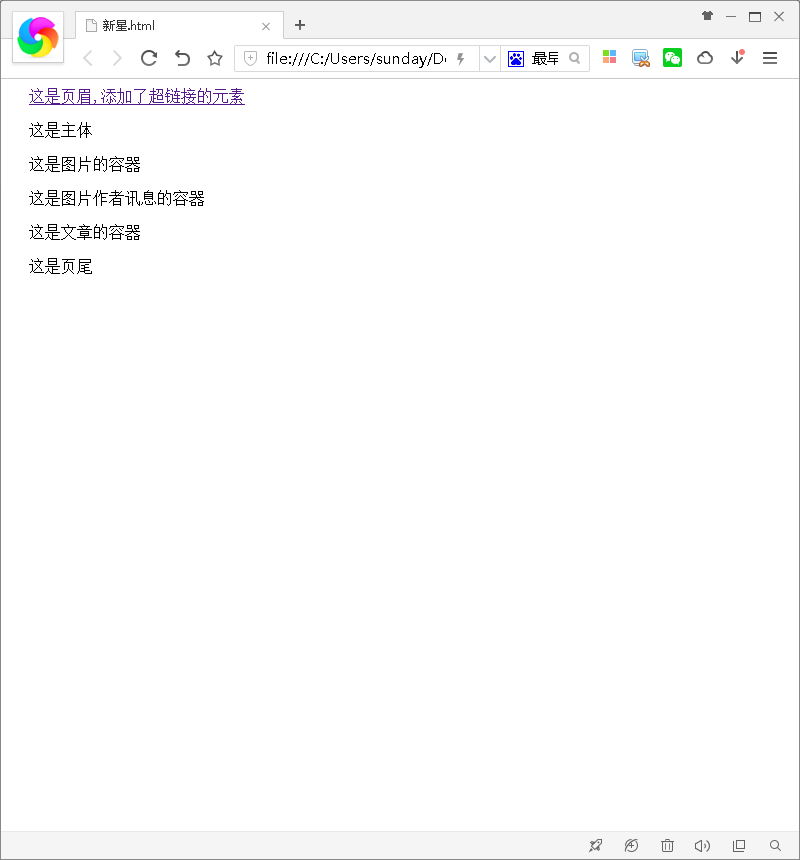 新星.html
file:///C:/Users/sunday/D
这是页眉,添加了超链接的元素
这是主体
这是图片的容器
这是图片作者讯息的容器
这是文章的容器
这是页尾